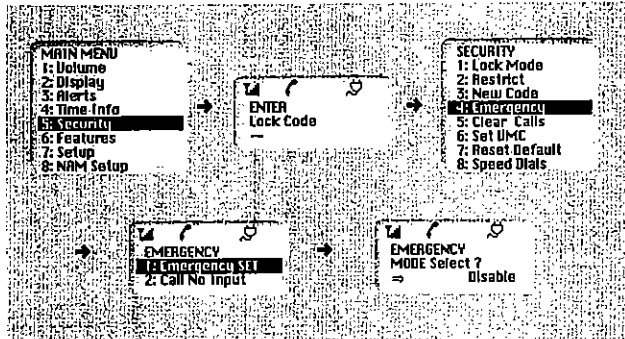 MAIN MENU
1: Volume
2: Display
3: Alerts
4: Time-Info
5: Security
6: Features
7: Setup
8: NAM Setup
ENTER
Lock Code
SECURITY
1: Lock Mode
2: Restrict
3: New Code
4: Emergency
5: Clear Calls
6: Set VMC
7: Reset Default
8: Speed Dials
EMERGENCY
1: Emergency SET
2: Call No Input
EMERGENCY
MODE Select ?
⇒ Disable